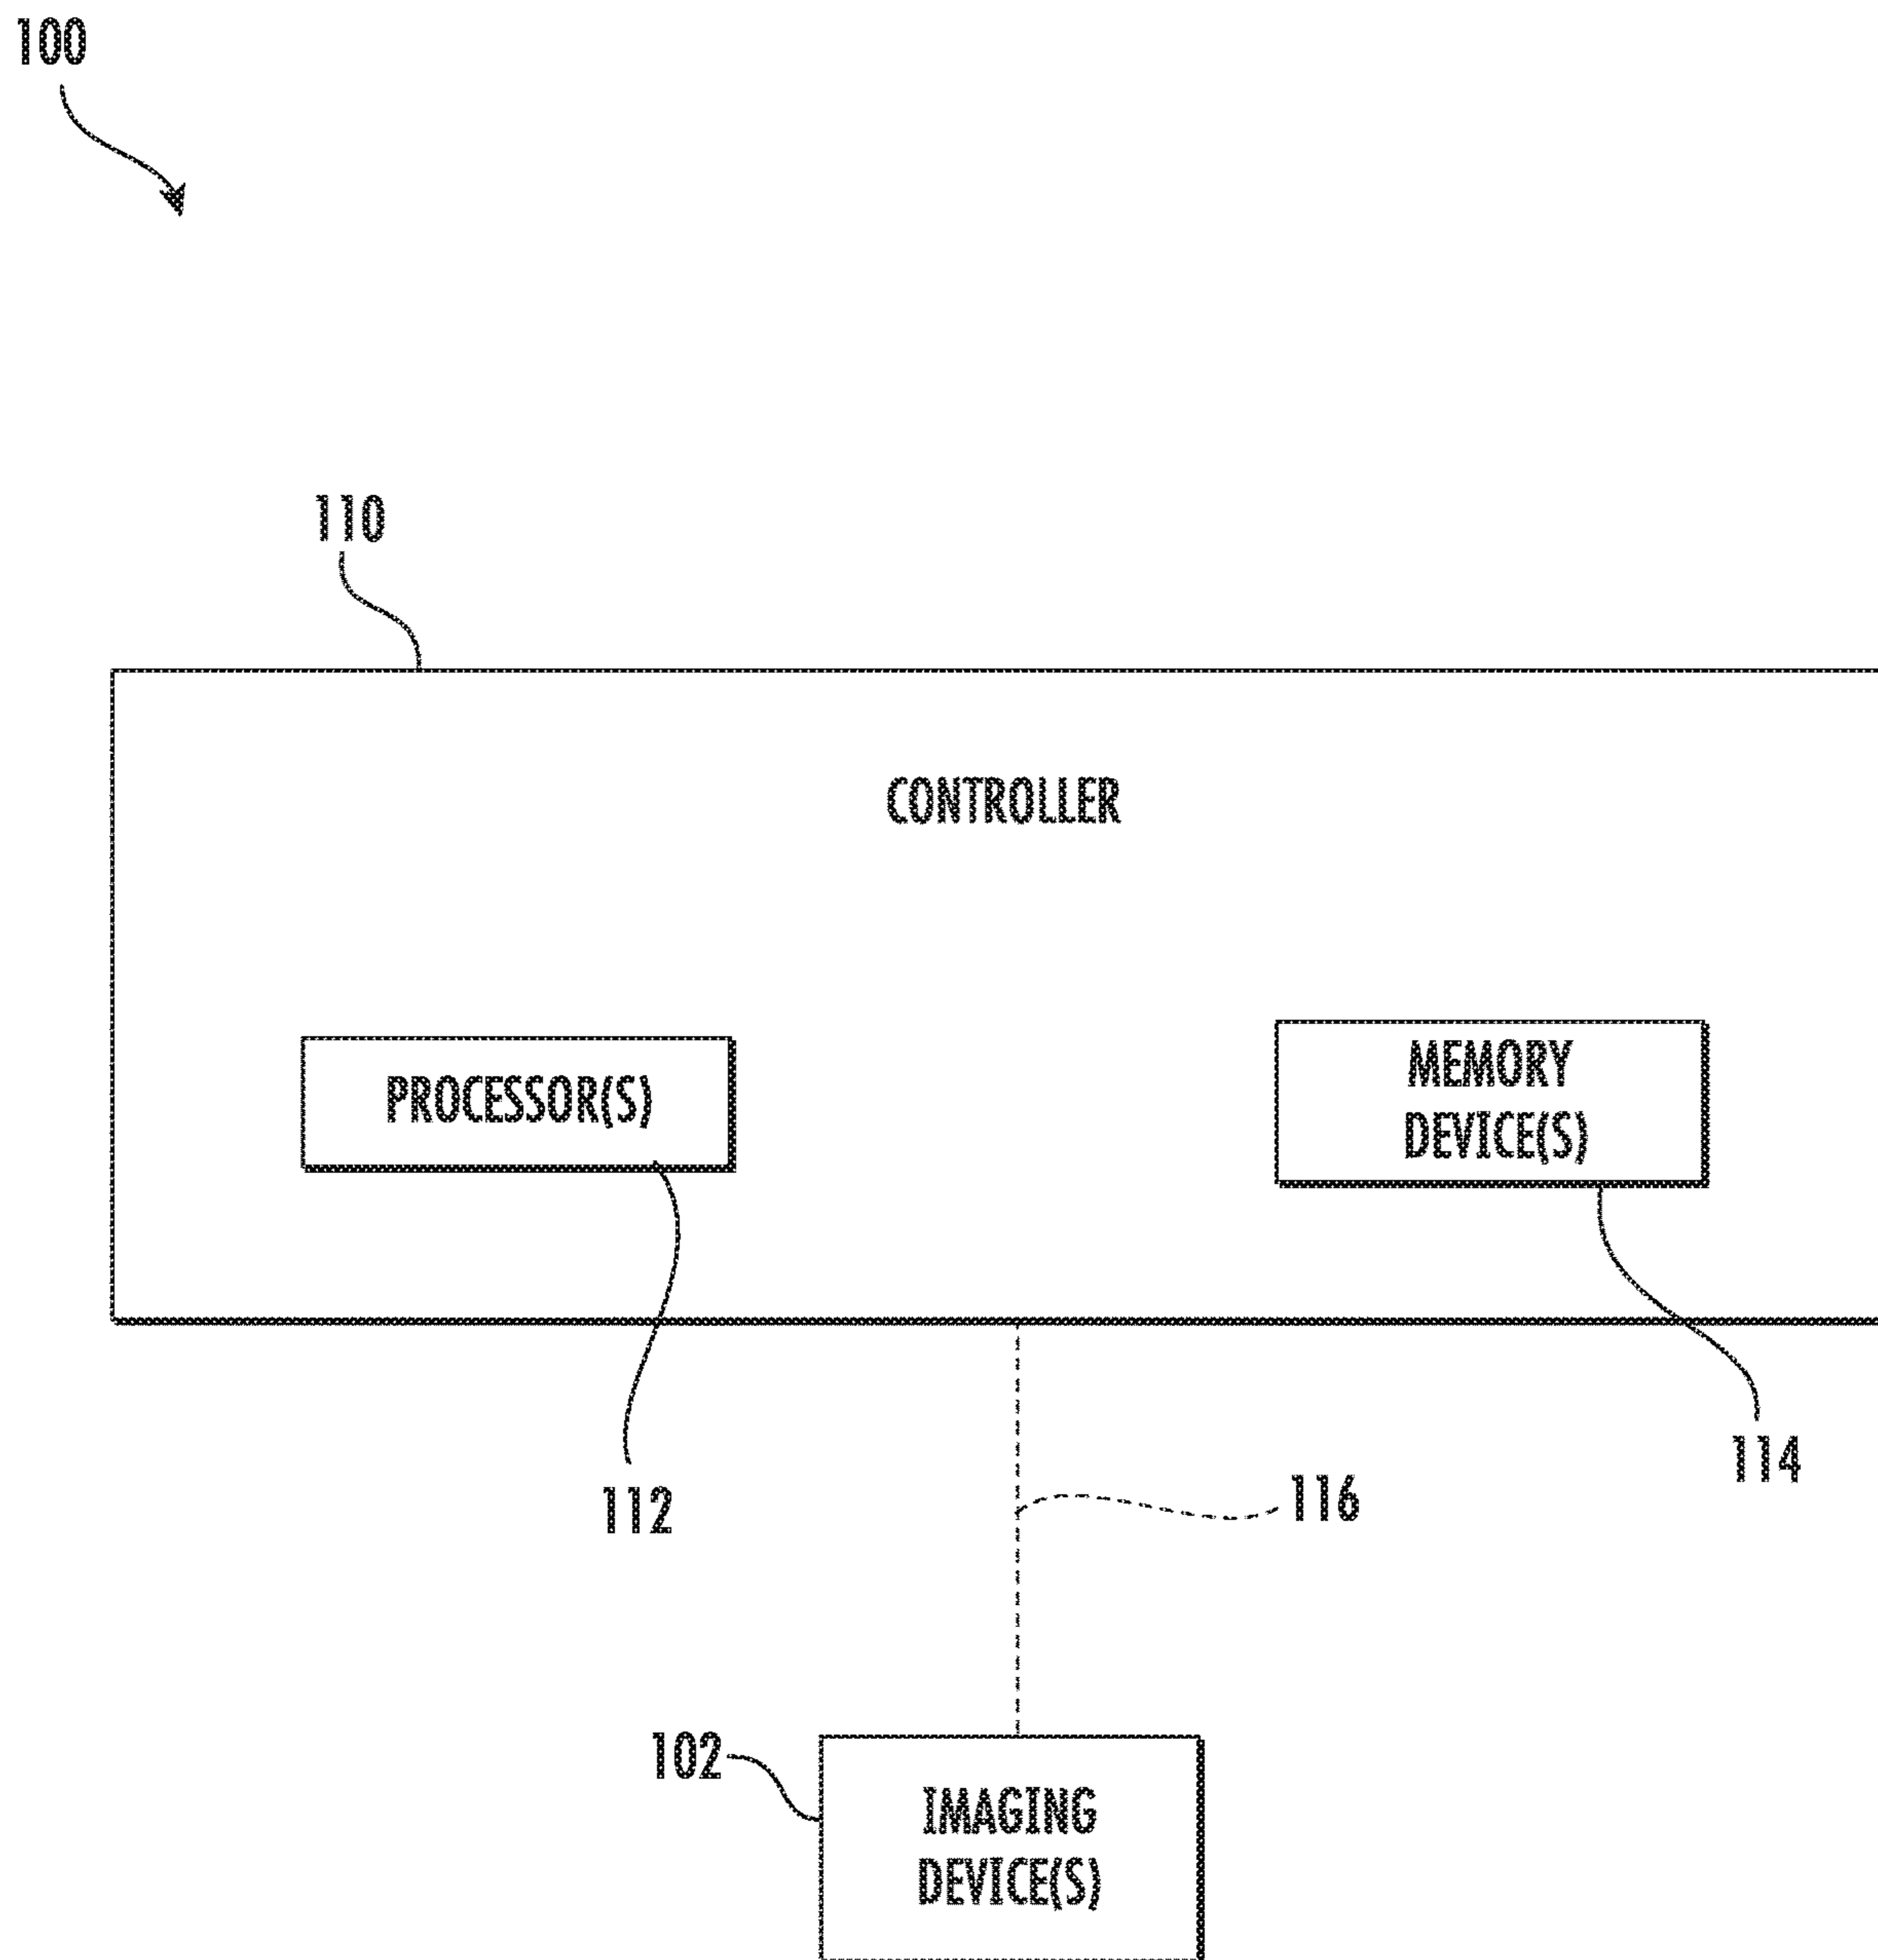 100
110
CONTROLLER
PROCESSOR(S)
MEMORY
DEVICE(S)
112
114
116
102
IMAGING
DEVICE(S)